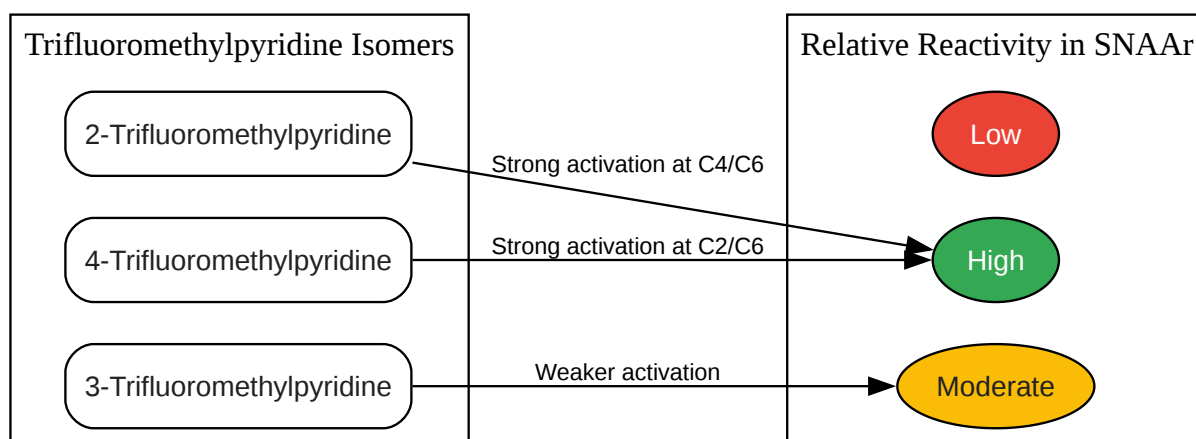 Trifluoromethylpyridine Isomers
2-Trifluoromethylpyridine
4-Trifluoromethylpyridine
3-Trifluoromethylpyridine
Strong activation at C4/C6
Strong activation at C2/C6
Weaker activation
Relative Reactivity in SNAAr
Low
High
Moderate